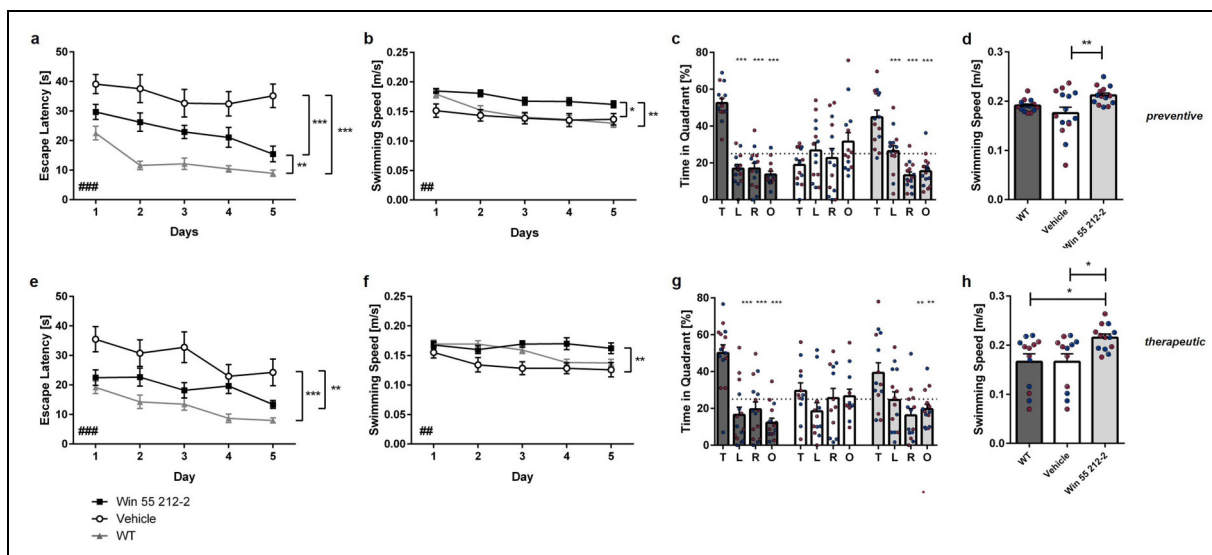 a
50
40
30
20
10
0
Escape Latency [s]
***
***
**
###
1 2 3 4 5
Days
b
0.25
0.20
0.15
0.10
0.05
0.00
Swimming Speed [m/s]
*
**
##
1 2 3 4 5
Days
c
80
60
40
20
0
Time in Quadrant [%]
*** *** *** *** *** ***
T L R O T L R O T L R O
d
0.3
0.2
0.1
0.0
Swimming Speed [m/s]
**
WT
Vehicle
Win 55 212-2
preventive
e
50
40
30
20
10
0
Escape Latency [s]
***
**
###
1 2 3 4 5
Day
f
0.25
0.20
0.15
0.10
0.05
0.00
Swimming Speed [m/s]
**
##
1 2 3 4 5
Day
g
80
60
40
20
0
Time in Quadrant [%]
*** *** *** ** **
T L R O T L R O T L R O
h
0.3
0.2
0.1
0.0
Swimming Speed [m/s]
*
*
WT
Vehicle
Win 55 212-2
therapeutic
Win 55 212-2
Vehicle
WT